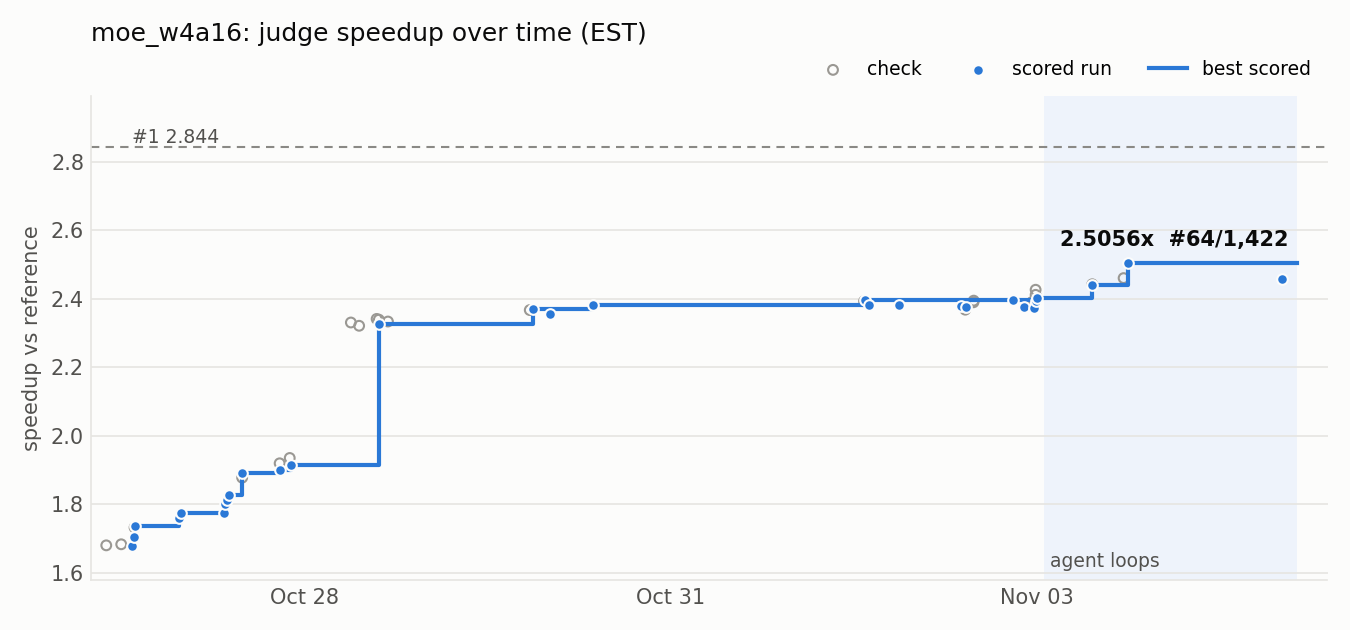 moe_w4a16: judge speedup over time (EST)
check
scored run
best scored
#1 2.844
2.8
2.6
2.4
2.2
2.0
1.8
1.6
speedup vs reference
2.5056x #64/1,422
agent loops
Oct 28
Oct 31
Nov 03